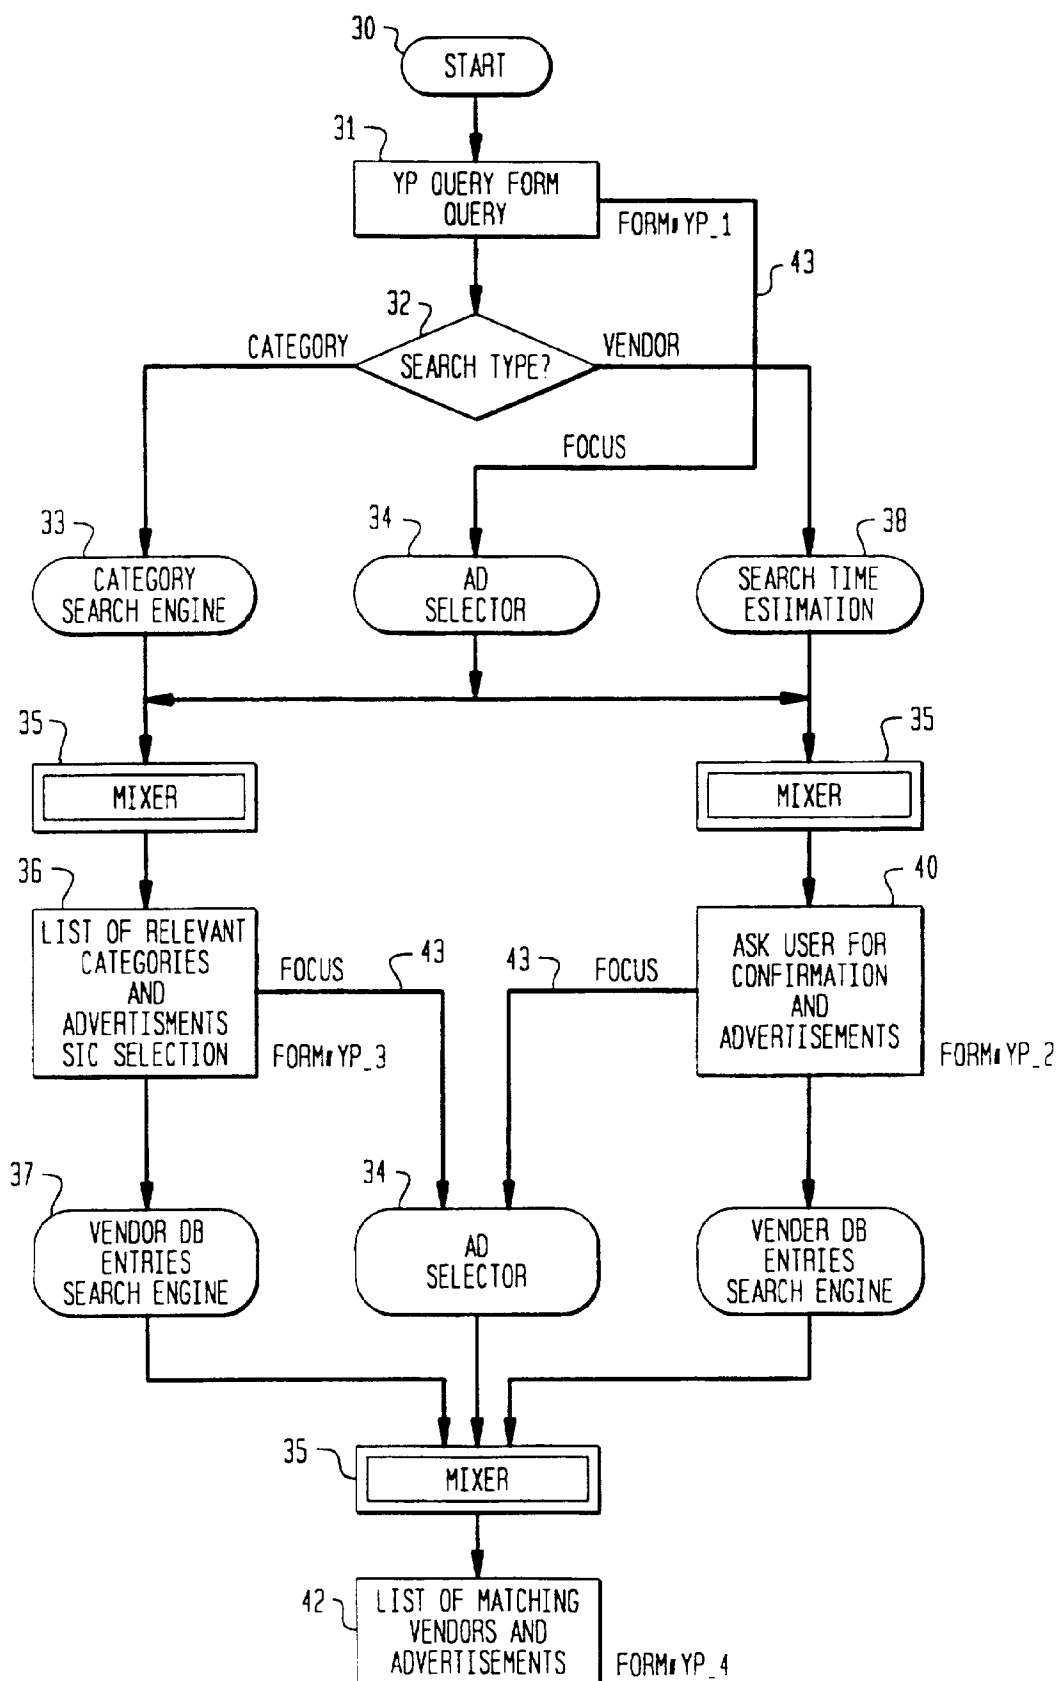 30
START
31
YP QUERY FORM
QUERY
FORM#YP_1
43
32
CATEGORY
SEARCH TYPE?
VENDOR
FOCUS
33
34
38
CATEGORY
SEARCH ENGINE
AD
SELECTOR
SEARCH TIME
ESTIMATION
35
35
MIXER
MIXER
36
40
LIST OF RELEVANT
CATEGORIES
AND
ADVERTISMENTS
SIC SELECTION
FOCUS
43
FORM#YP_3
43
FOCUS
ASK USER FOR
CONFIRMATION
AND
ADVERTISEMENTS
FORM#YP_2
37
34
VENDOR DB
ENTRIES
SEARCH ENGINE
AD
SELECTOR
VENDER DB
ENTRIES
SEARCH ENGINE
35
MIXER
42
LIST OF MATCHING
VENDORS AND
ADVERTISEMENTS
FORM#YP_4